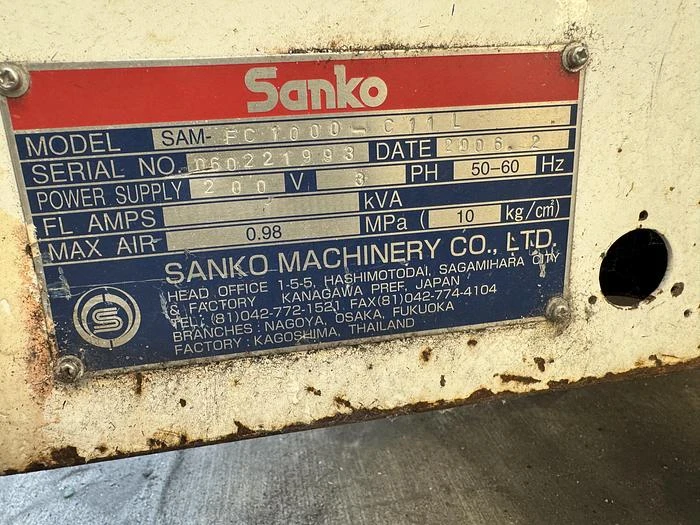 Sanko
MODEL SAM-FC1000-C11L
SERIAL NO. 060221993 DATE 2006.2
POWER SUPPLY 200 V 3 PH 50-60 Hz
FL AMPS kVA
MAX AIR 0.98 MPa ( 10 kg/cm²)
SANKO MACHINERY CO., LTD.
HEAD OFFICE 1-5-5, HASHIMOTODAI, SAGAMIHARA CITY
& FACTORY KANAGAWA PREF, JAPAN
TEL: (81)042-772-1521 FAX(81)042-774-4104
BRANCHES: NAGOYA, OSAKA, FUKUOKA
FACTORY: KAGOSHIMA, THAILAND